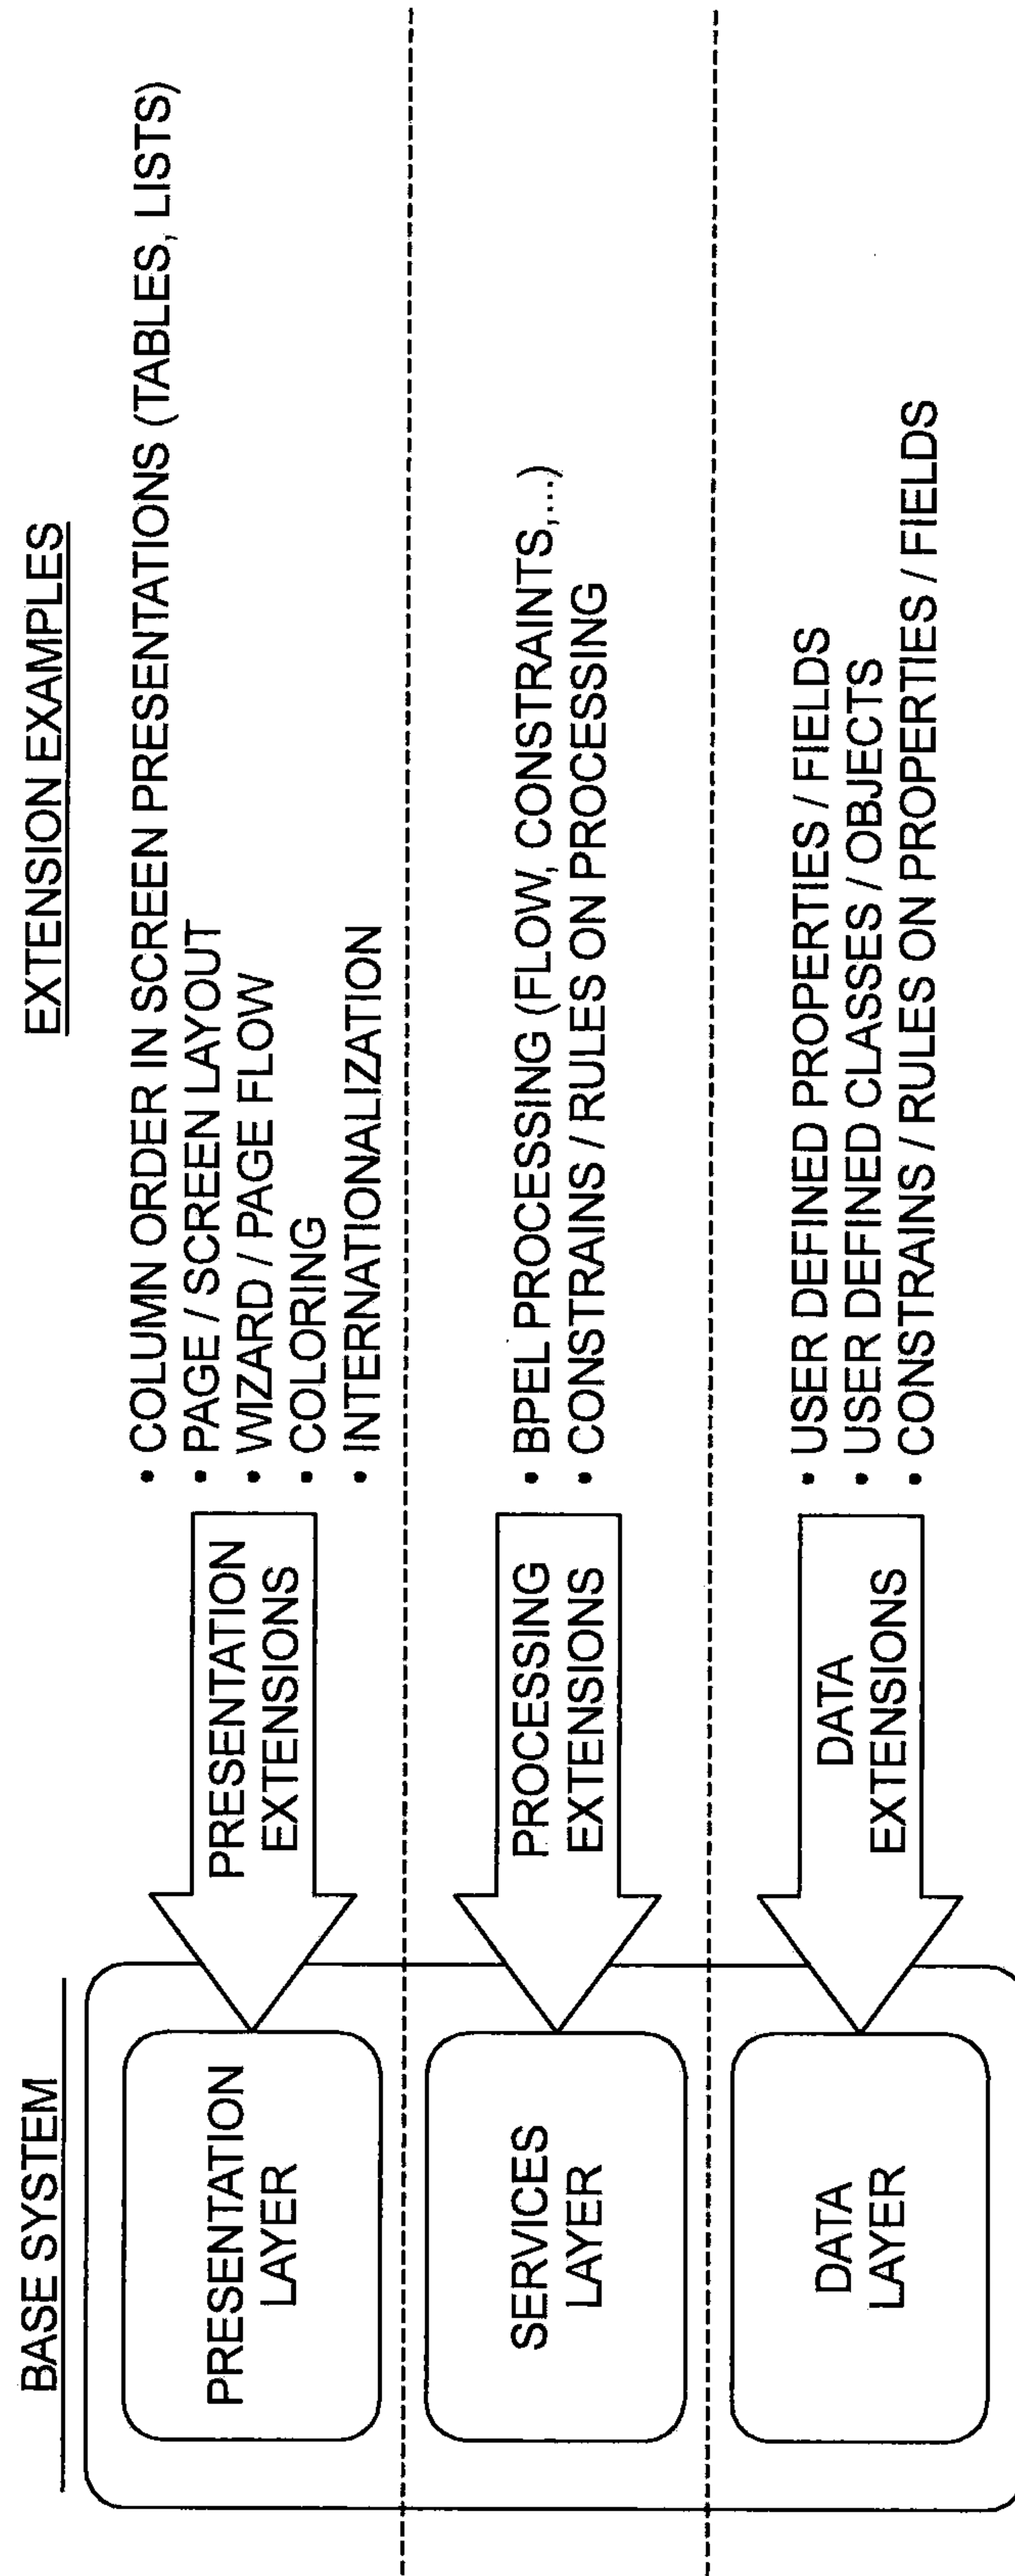 BASE SYSTEM
EXTENSION EXAMPLES
PRESENTATION
LAYER
PRESENTATION
EXTENSIONS
• COLUMN ORDER IN SCREEN PRESENTATIONS (TABLES, LISTS)
• PAGE / SCREEN LAYOUT
• WIZARD / PAGE FLOW
• COLORING
• INTERNATIONALIZATION
SERVICES
LAYER
PROCESSING
EXTENSIONS
• BPEL PROCESSING (FLOW, CONSTRAINTS,...)
• CONSTRAINS / RULES ON PROCESSING
DATA
LAYER
DATA
EXTENSIONS
• USER DEFINED PROPERTIES / FIELDS
• USER DEFINED CLASSES / OBJECTS
• CONSTRAINS / RULES ON PROPERTIES / FIELDS